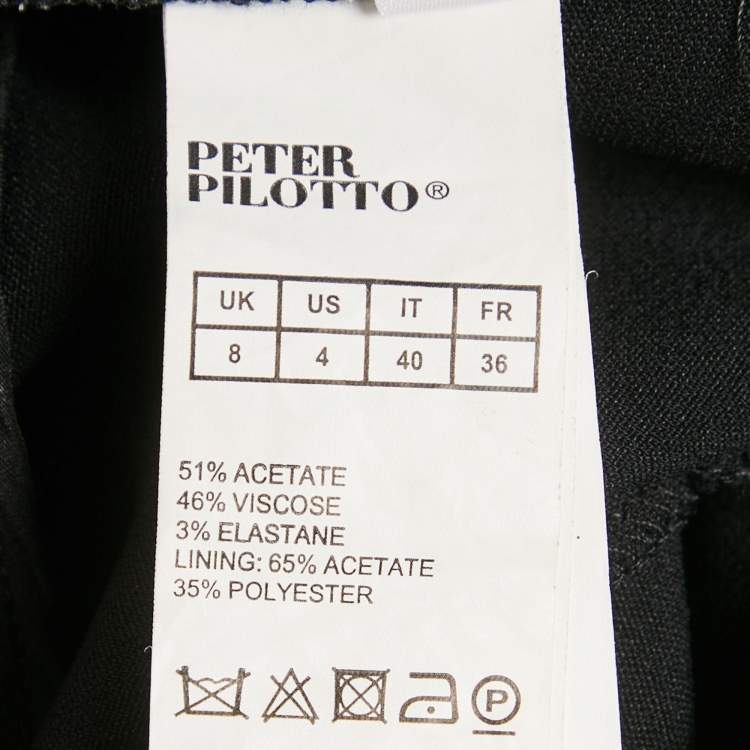 PETER
PILOTTO®
UK US IT FR
8 4 40 36
51% ACETATE
46% VISCOSE
3% ELASTANE
LINING: 65% ACETATE
35% POLYESTER
P